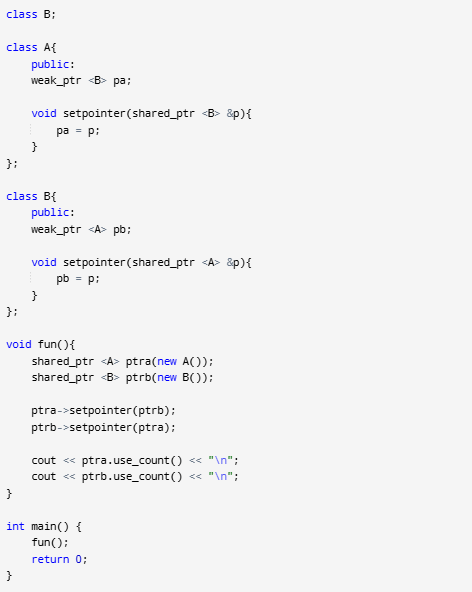 class B;
class A{
public:
weak_ptr <B> pa;
void setpointer(shared_ptr <B> &p){
pa = p;
}
};
class B{
public:
weak_ptr <A> pb;
void setpointer(shared_ptr <A> &p){
pb = p;
}
};
void fun(){
shared_ptr <A> ptra(new A());
shared_ptr <B> ptrb(new B());
ptra->setpointer(ptrb);
ptrb->setpointer(ptra);
cout << ptra.use_count() << "\n";
cout << ptrb.use_count() << "\n";
}
int main() {
fun();
return 0;
}